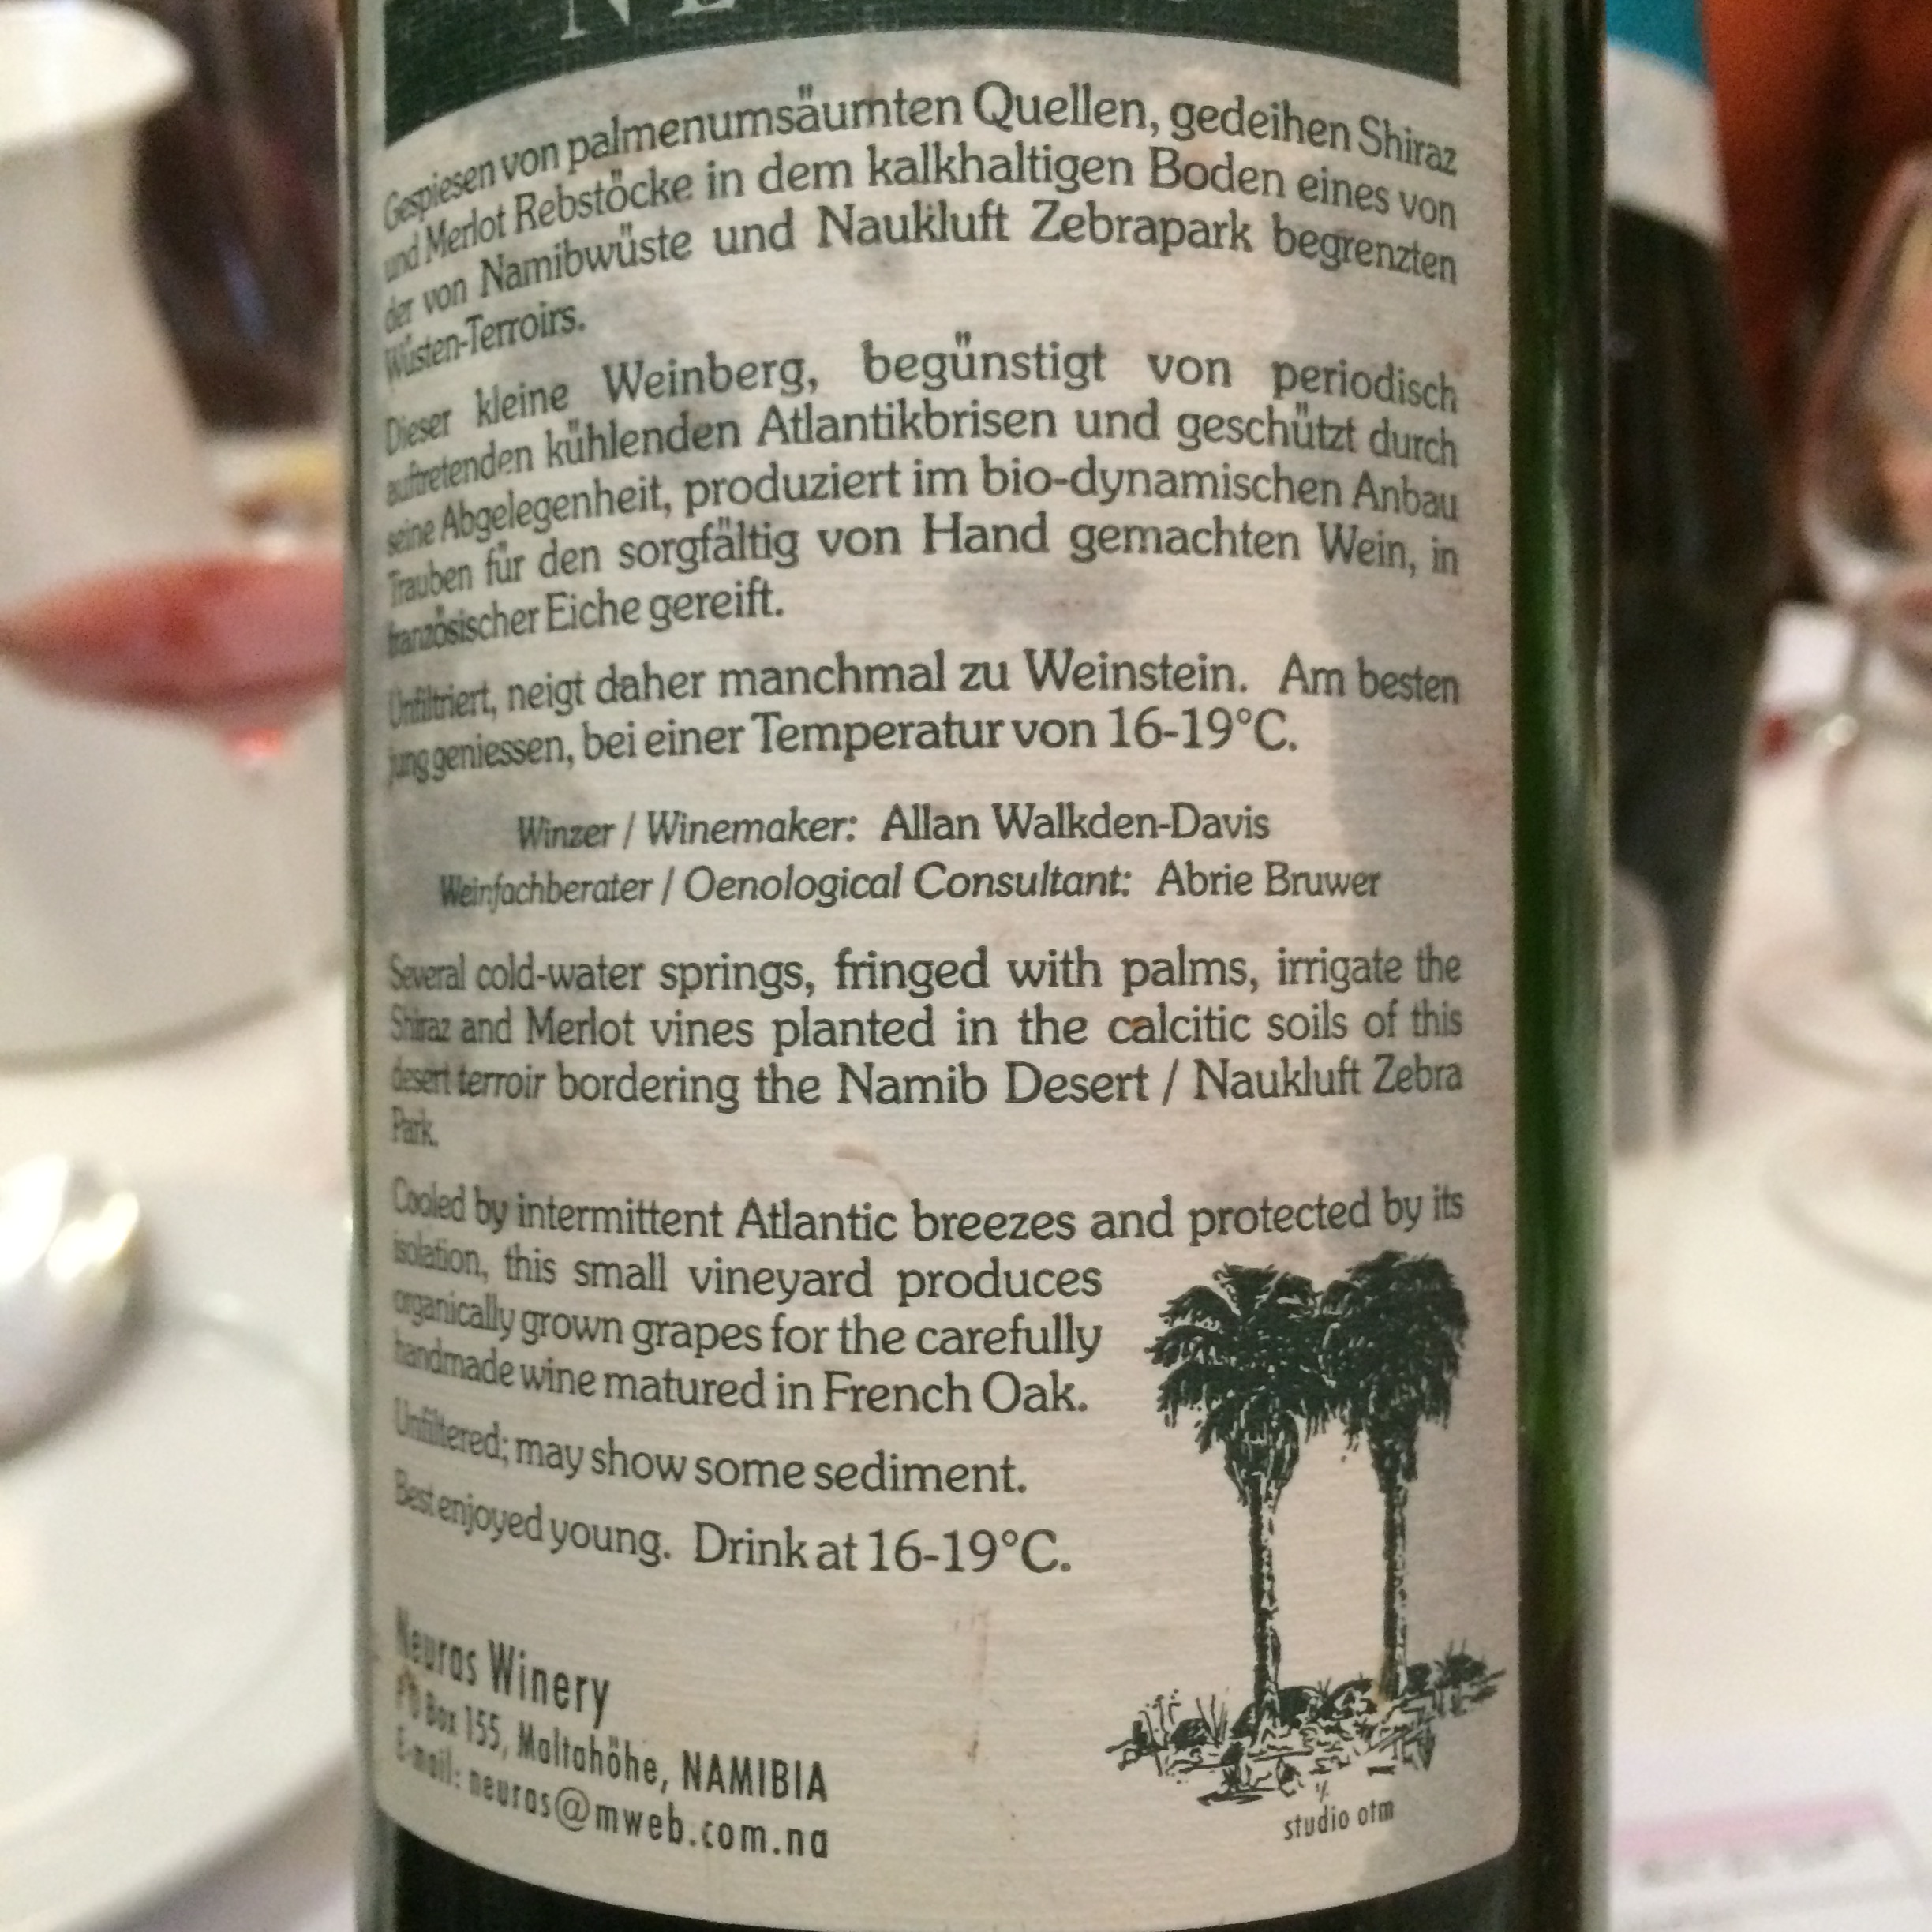 Gespiesen von palmenumsäumten Quellen, gedeihen Shiraz
und Merlot Rebstöcke in dem kalkhaltigen Boden eines von
der von Namibwüste und Naukluft Zebrapark begrenzten
Wüsten-Terroirs.
Dieser kleine Weinberg, begünstigt von periodisch
auftretenden kühlenden Atlantikbrisen und geschützt durch
seine Abgelegenheit, produziert im bio-dynamischen Anbau
Trauben für den sorgfältig von Hand gemachten Wein, in
französischer Eiche gereift.
Unfiltriert, neigt daher manchmal zu Weinstein. Am besten
jung geniessen, bei einer Temperatur von 16-19°C.
Winzer / Winemaker: Allan Walkden-Davis
Weinfachberater / Oenological Consultant: Abrie Bruwer
Several cold-water springs, fringed with palms, irrigate the
Shiraz and Merlot vines planted in the calcitic soils of this
desert terroir bordering the Namib Desert / Naukluft Zebra
Park.
Cooled by intermittent Atlantic breezes and protected by its
isolation, this small vineyard produces
organically grown grapes for the carefully
handmade wine matured in French Oak.
Unfiltered; may show some sediment.
Best enjoyed young. Drink at 16-19°C.
Neuras Winery
P O Box 155, Maltahöhe, NAMIBIA
E-mail: neuras@mweb.com.na
studio otm